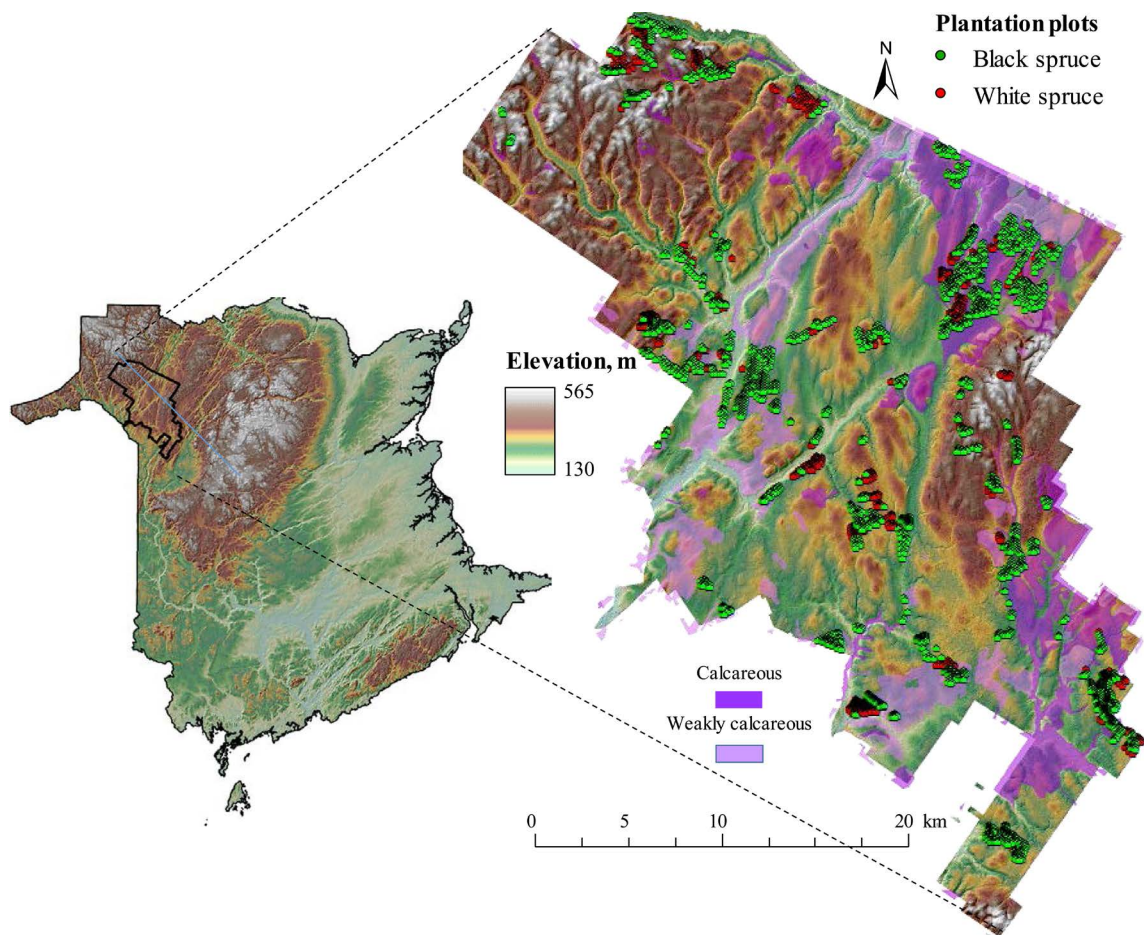 Plantation plots
Black spruce
White spruce
N
Elevation, m
565
130
Calcareous
Weakly calcareous
0 5 10 20 km